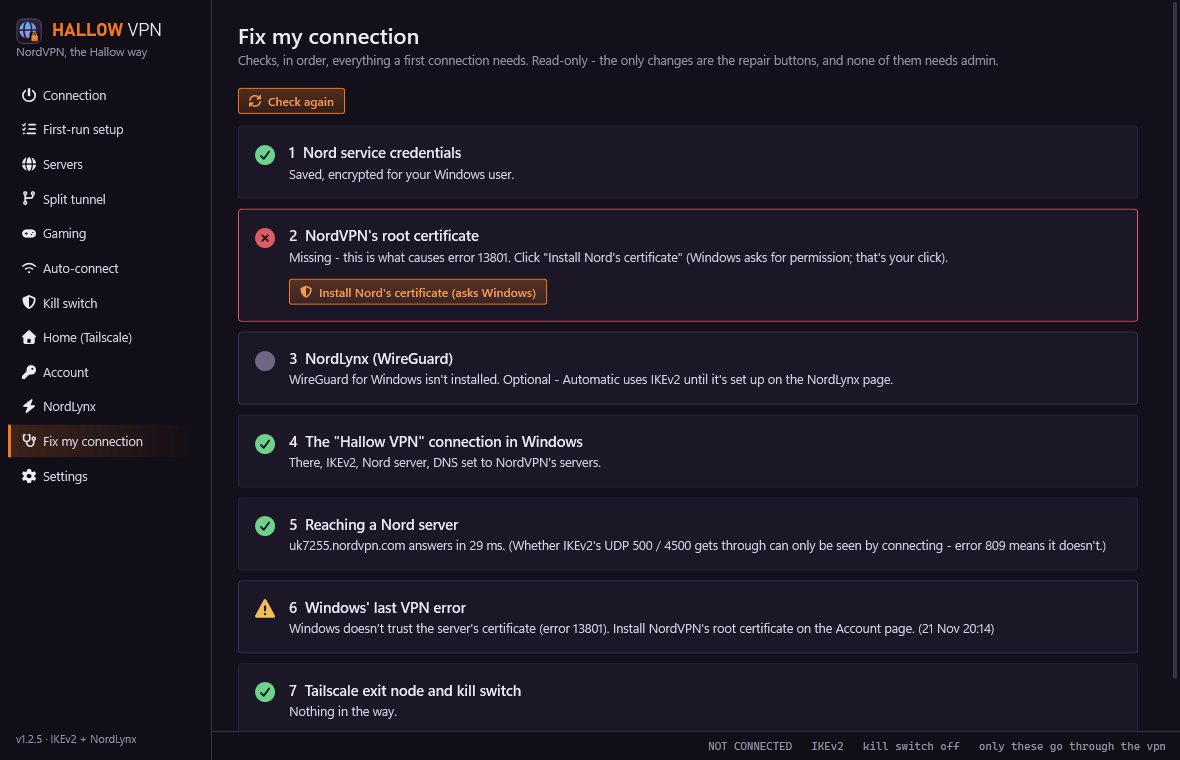 HALLOW VPN
NordVPN, the Hallow way
Connection
First-run setup
Servers
Split tunnel
Gaming
Auto-connect
Kill switch
Home (Tailscale)
Account
NordLynx
Fix my connection
Settings
v1.2.5 · IKEv2 + NordLynx
Fix my connection
Checks, in order, everything a first connection needs. Read-only - the only changes are the repair buttons, and none of them needs admin.
Check again
1 Nord service credentials
Saved, encrypted for your Windows user.
2 NordVPN's root certificate
Missing - this is what causes error 13801. Click "Install Nord's certificate" (Windows asks for permission; that's your click).
Install Nord's certificate (asks Windows)
3 NordLynx (WireGuard)
WireGuard for Windows isn't installed. Optional - Automatic uses IKEv2 until it's set up on the NordLynx page.
4 The "Hallow VPN" connection in Windows
There, IKEv2, Nord server, DNS set to NordVPN's servers.
5 Reaching a Nord server
uk7255.nordvpn.com answers in 29 ms. (Whether IKEv2's UDP 500 / 4500 gets through can only be seen by connecting - error 809 means it doesn't.)
6 Windows' last VPN error
Windows doesn't trust the server's certificate (error 13801). Install NordVPN's root certificate on the Account page. (21 Nov 20:14)
7 Tailscale exit node and kill switch
Nothing in the way.
NOT CONNECTED IKEv2 kill switch off only these go through the vpn